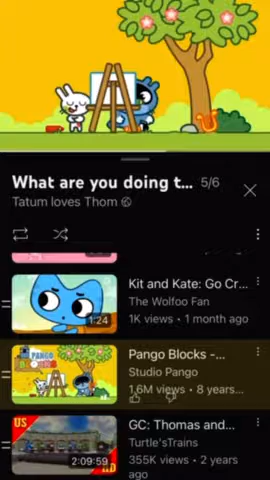 What are you doing t... 5/6
Tatum loves Thom
Kit and Kate: Go Cr...
The Wolfoo Fan
1K views • 1 month ago
1:24
PANGO
Pango Blocks -...
Studio Pango
1.6M views • 8 years...
US
GC: Thomas and...
Turtle'sTrains
355K views • 2 years
ago
2:09:59
HD